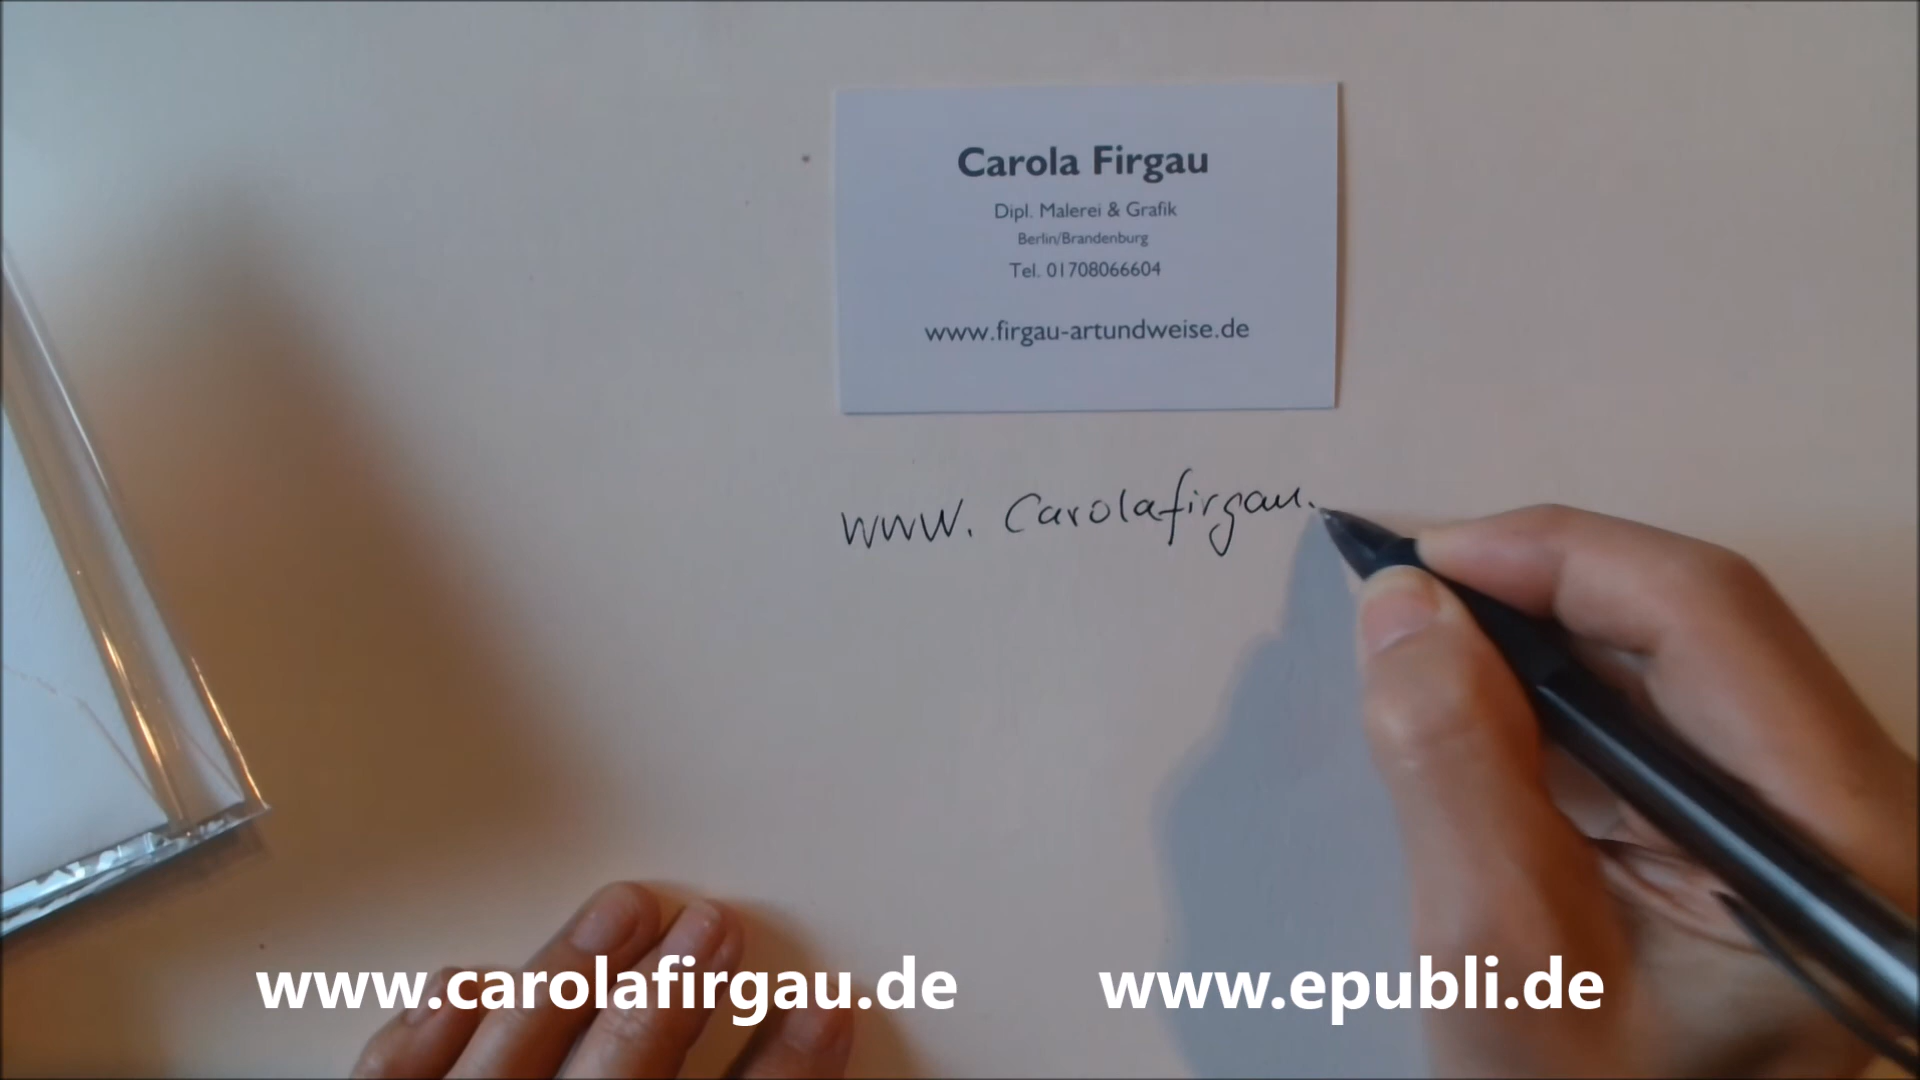 Carola Firgau
Dipl. Malerei & Grafik
Berlin/Brandenburg
Tel. 01708066604
www.firgau-artundweise.de
www. Carolafirgau.
www.carolafirgau.de
www.epubli.de